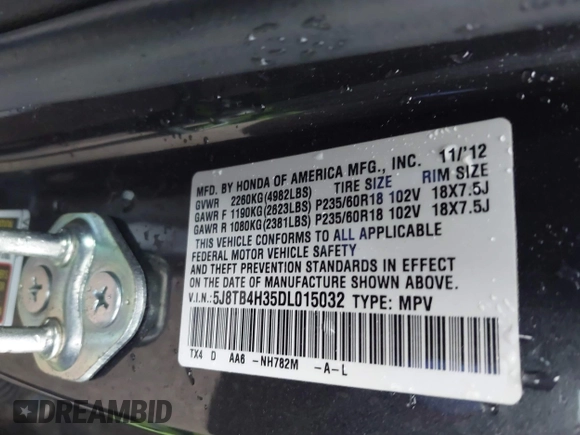 MFD. BY HONDA OF AMERICA MFG., INC. 11/'12
GVWR 2260KG(4982LBS) TIRE SIZE RIM SIZE
GAWR F 1190KG(2623LBS) P235/60R18 102V 18X7.5J
GAWR R 1080KG(2381LBS) P235/60R18 102V 18X7.5J
THIS VEHICLE CONFORMS TO ALL APPLICABLE
FEDERAL MOTOR VEHICLE SAFETY
AND THEFT PREVENTION STANDARDS IN EFFECT
ON THE DATE OF MANUFACTURE SHOWN ABOVE.
V.I.N.: 5J8TB4H35DL015032 TYPE: MPV
TX4 D AA6 -NH782M -A-L
DREAMBID